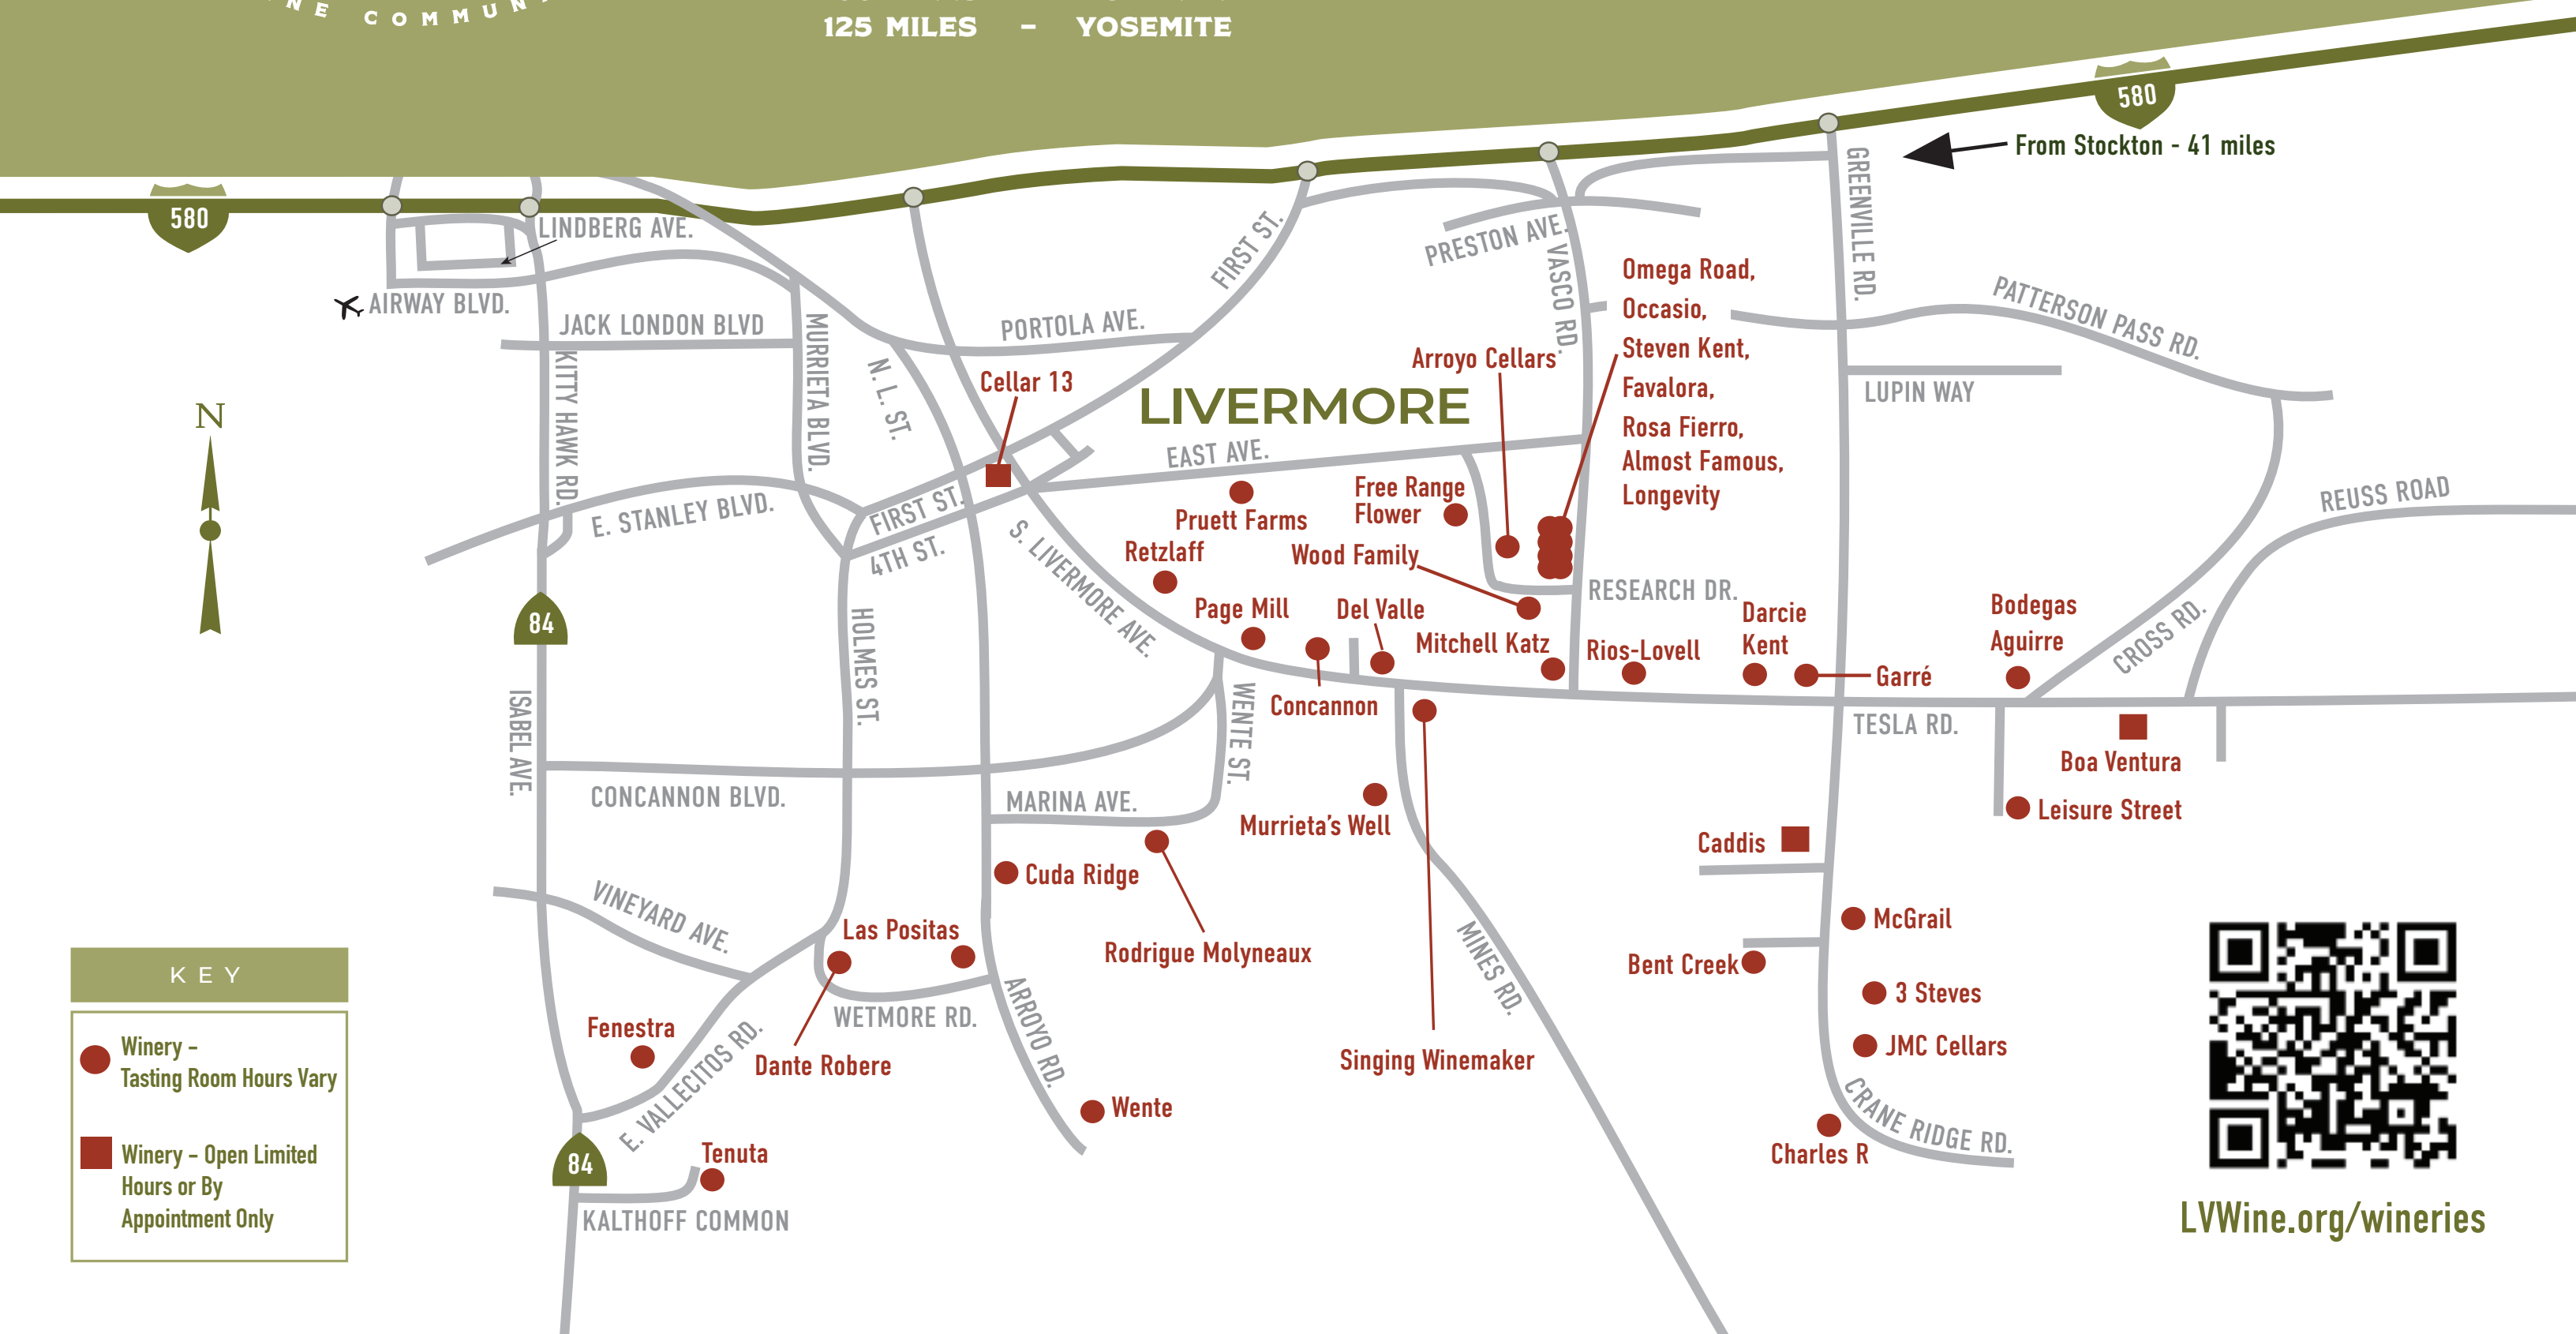 125 MILES – YOSEMITE
580
580
From Stockton - 41 miles
LINDBERG AVE.
AIRWAY BLVD.
JACK LONDON BLVD
KITTY HAWK RD.
MURRIETA BLVD.
N. L. ST.
PORTOLA AVE.
FIRST ST.
PRESTON AVE.
VASCO RD.
GREENVILLE RD.
PATTERSON PASS RD.
LUPIN WAY
REUSS ROAD
CROSS RD.
Omega Road,
Occasio,
Steven Kent,
Favalora,
Rosa Fierro,
Almost Famous,
Longevity
Arroyo Cellars
Cellar 13
LIVERMORE
EAST AVE.
N
E. STANLEY BLVD.
FIRST ST.
4TH ST.
S. LIVERMORE AVE.
Pruett Farms
Free Range
Flower
Retzlaff
Wood Family
RESEARCH DR.
Page Mill
Del Valle
Mitchell Katz
Rios-Lovell
Darcie
Kent
Garré
Bodegas
Aguirre
84
ISABEL AVE.
HOLMES ST.
WENTE ST.
Concannon
TESLA RD.
Boa Ventura
Leisure Street
CONCANNON BLVD.
MARINA AVE.
Murrieta's Well
Caddis
Cuda Ridge
VINEYARD AVE.
Las Positas
Rodrigue Molyneaux
McGrail
Bent Creek
3 Steves
MINES RD.
WETMORE RD.
ARROYO RD.
Fenestra
Dante Robere
E. VALLECITOS RD.
Singing Winemaker
JMC Cellars
CRANE RIDGE RD.
Charles R
Wente
84
Tenuta
KALTHOFF COMMON
KEY
Winery –
Tasting Room Hours Vary
Winery – Open Limited
Hours or By
Appointment Only
LVWine.org/wineries